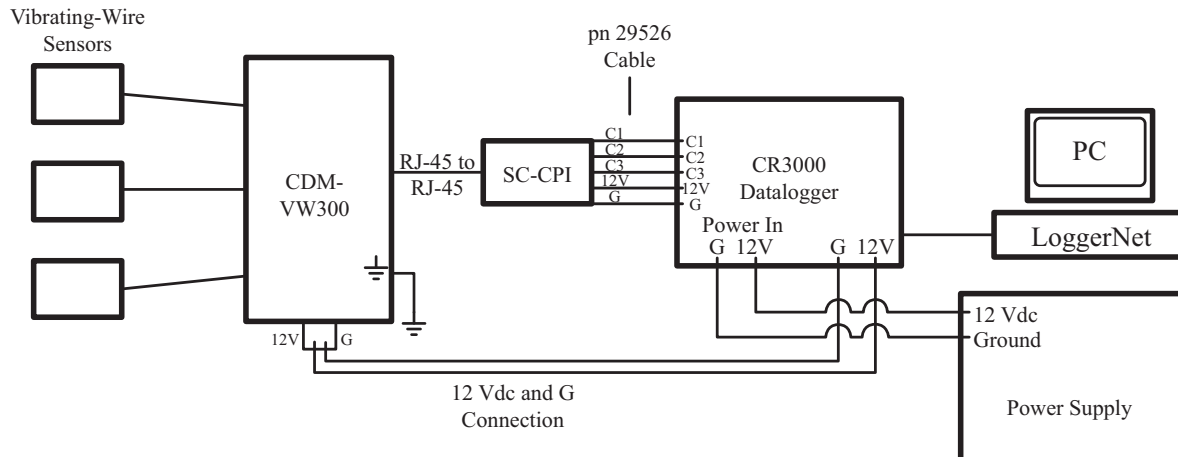 Vibrating-Wire
Sensors
CDM-
VW300
12V
G
RJ-45 to
RJ-45
SC-CPI
pn 29526
Cable
C1
C2
C3
12V
G
C1
C2
C3
12V
G
CR3000
Datalogger
Power In
G 12V
G 12V
PC
LoggerNet
12 Vdc
Ground
Power Supply
12 Vdc and G
Connection